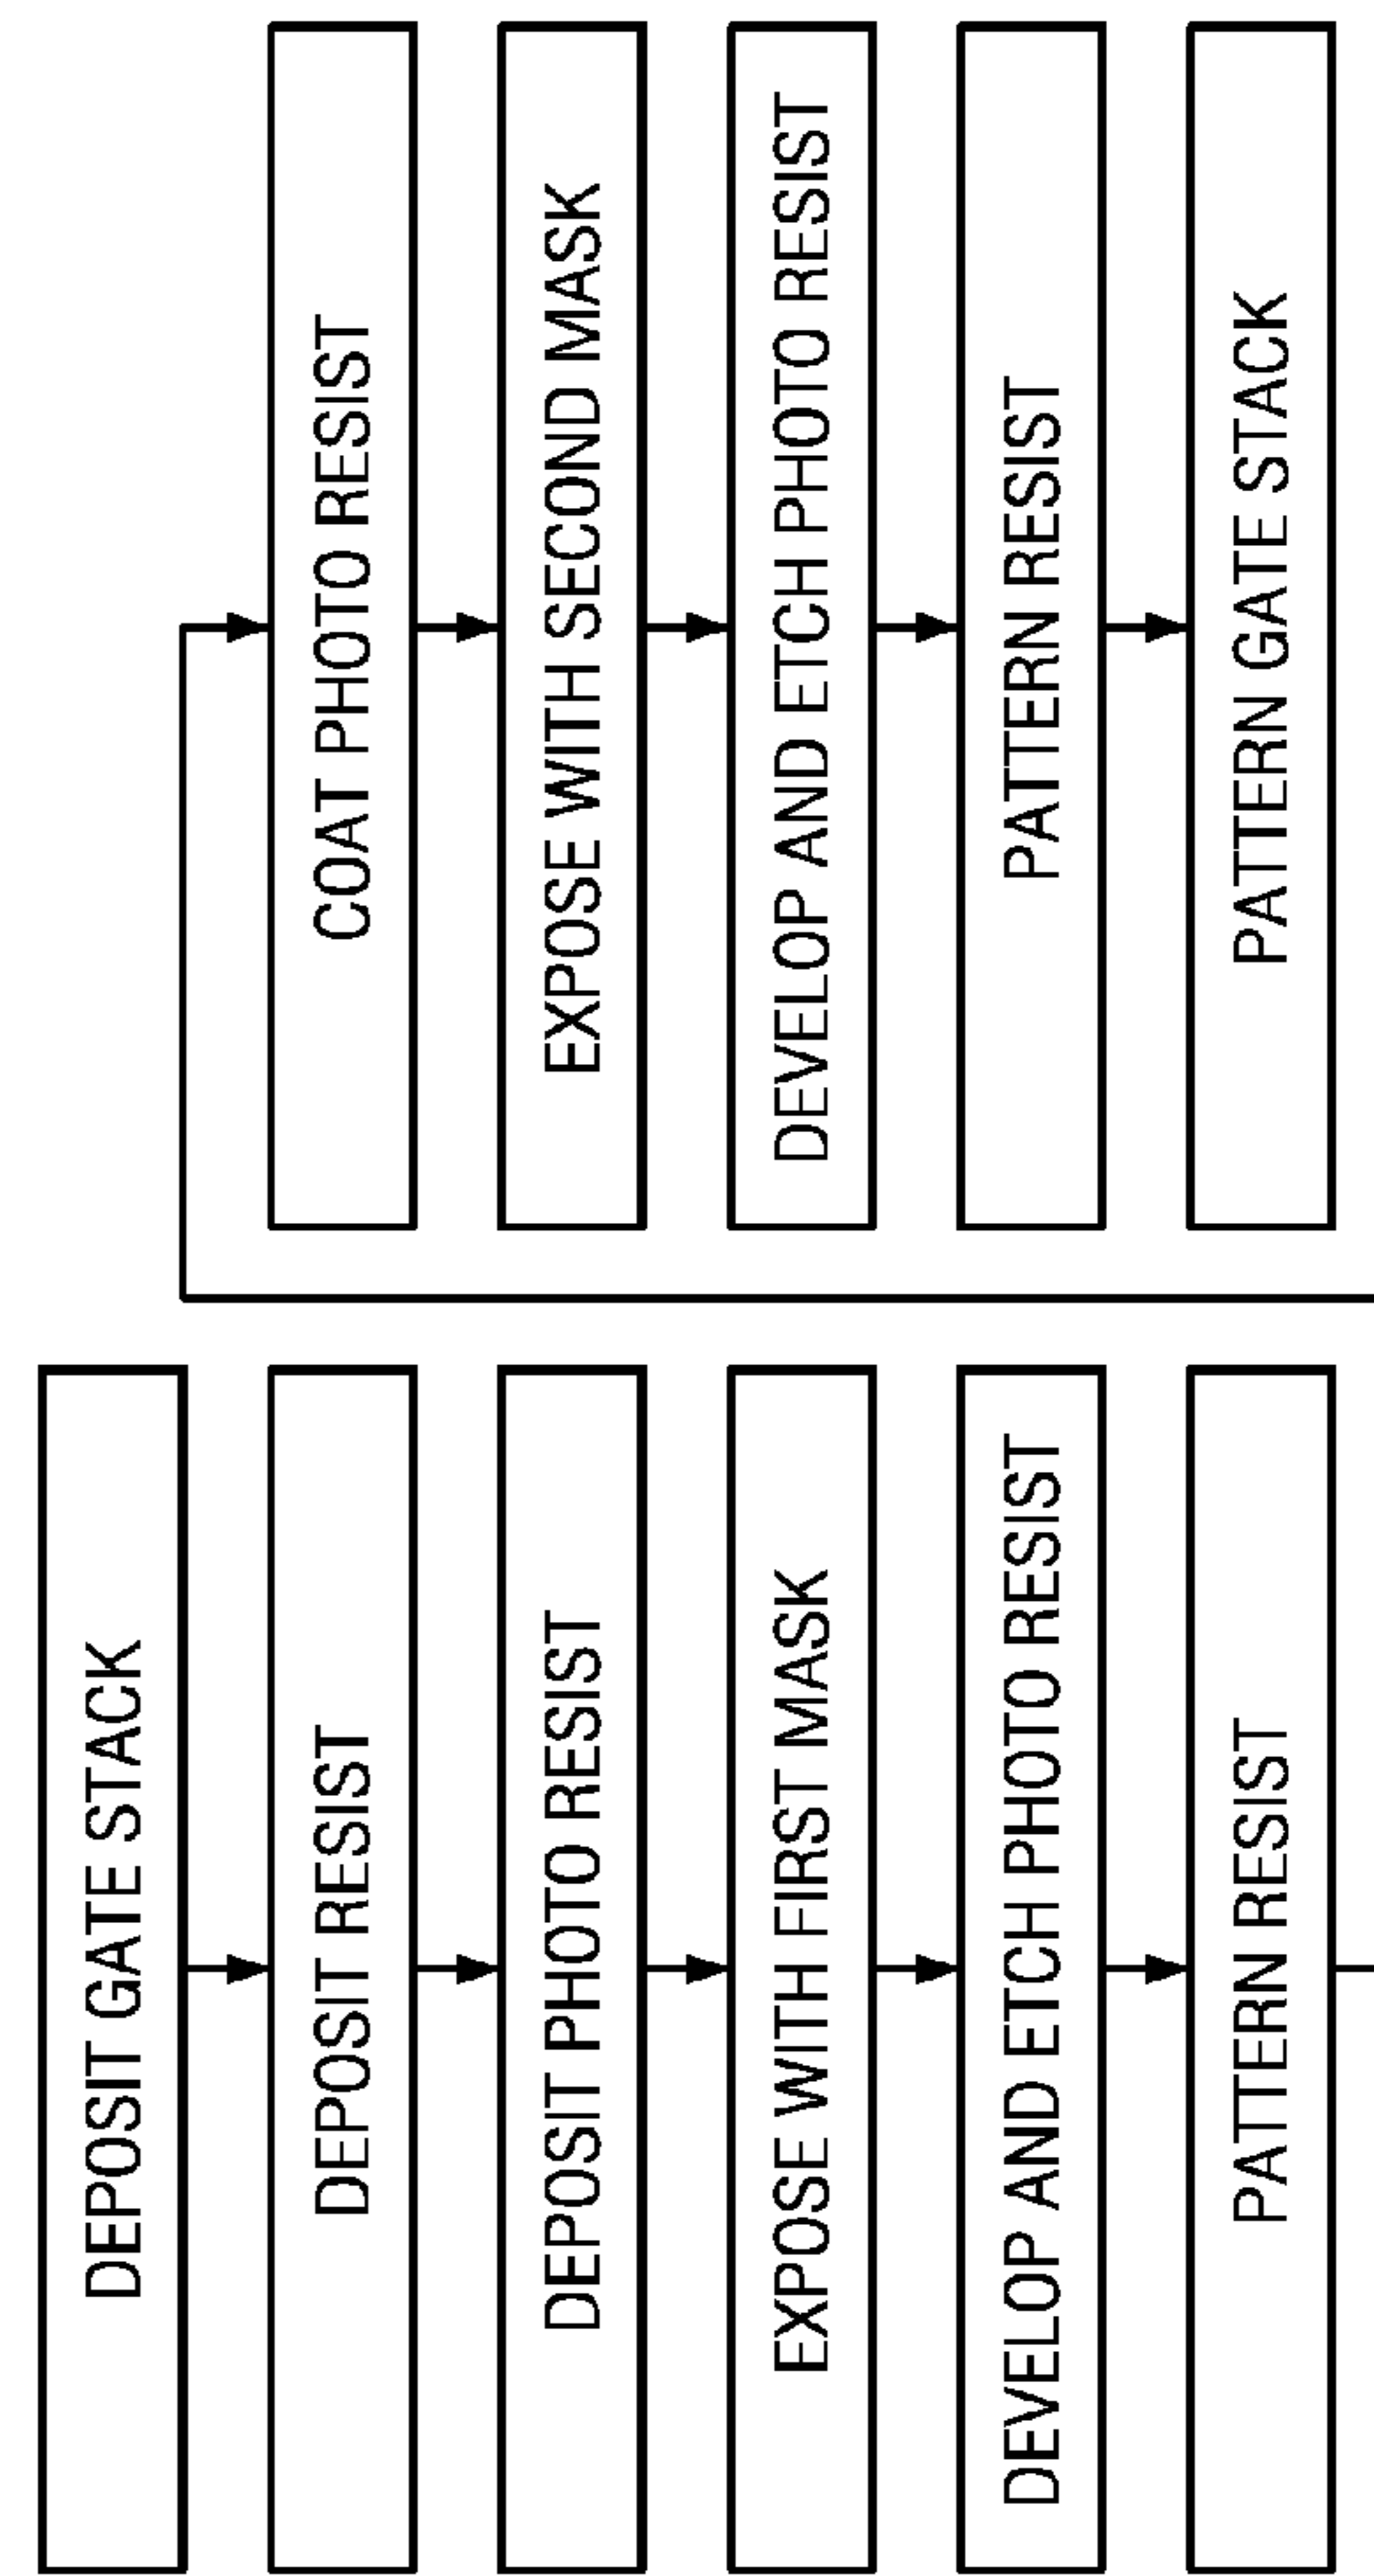 DEPOSIT GATE STACK
DEPOSIT RESIST
DEPOSIT PHOTO RESIST
EXPOSE WITH FIRST MASK
DEVELOP AND ETCH PHOTO RESIST
PATTERN RESIST
COAT PHOTO RESIST
EXPOSE WITH SECOND MASK
DEVELOP AND ETCH PHOTO RESIST
PATTERN RESIST
PATTERN GATE STACK